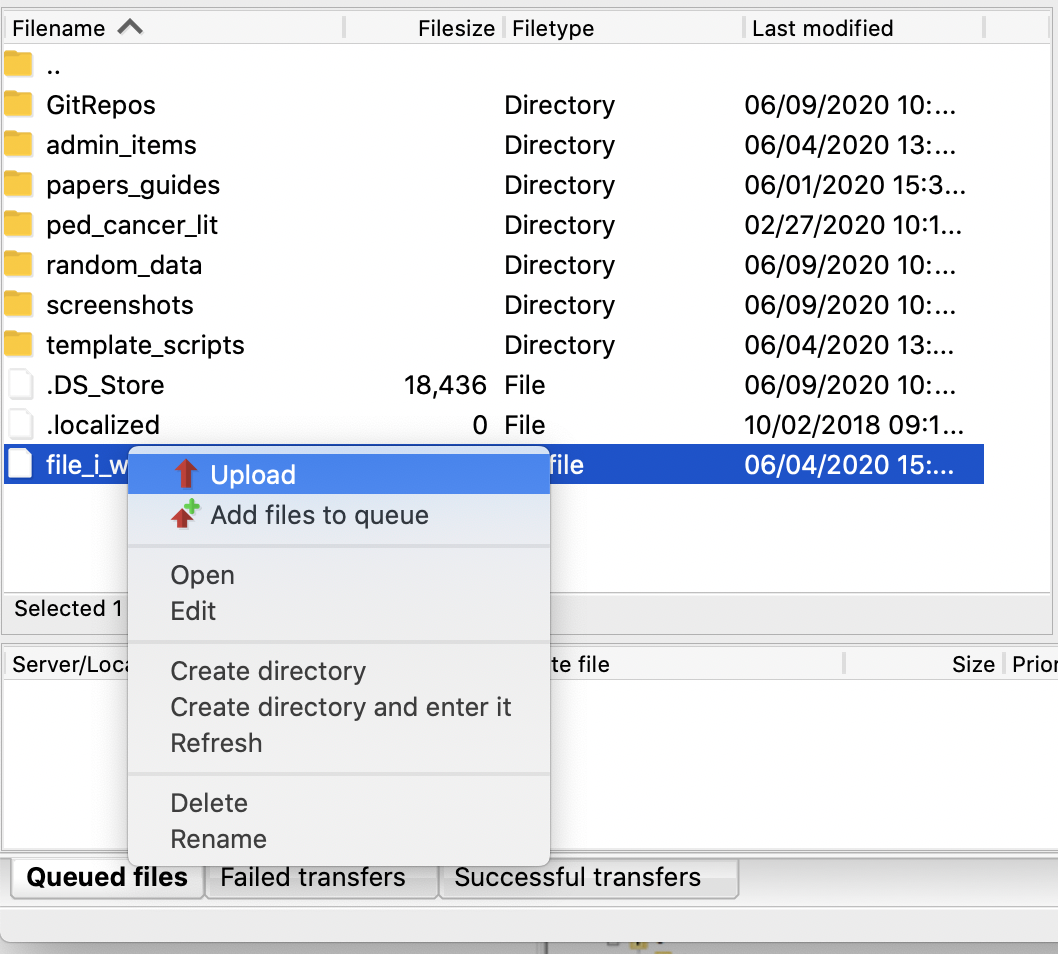 Filename Filesize Filetype Last modified
..
GitRepos Directory 06/09/2020 10:...
admin_items Directory 06/04/2020 13:...
papers_guides Directory 06/01/2020 15:3...
ped_cancer_lit Directory 02/27/2020 10:1...
random_data Directory 06/09/2020 10:...
screenshots Directory 06/09/2020 10:...
template_scripts Directory 06/04/2020 13:...
.DS_Store 18,436 File 06/09/2020 10:...
.localized 0 File 10/02/2018 09:1...
file_i_w file 06/04/2020 15:...
Upload
Add files to queue
Open
Edit
Selected 1
Server/Loca te file Size Prior
Create directory
Create directory and enter it
Refresh
Delete
Rename
Queued files Failed transfers Successful transfers